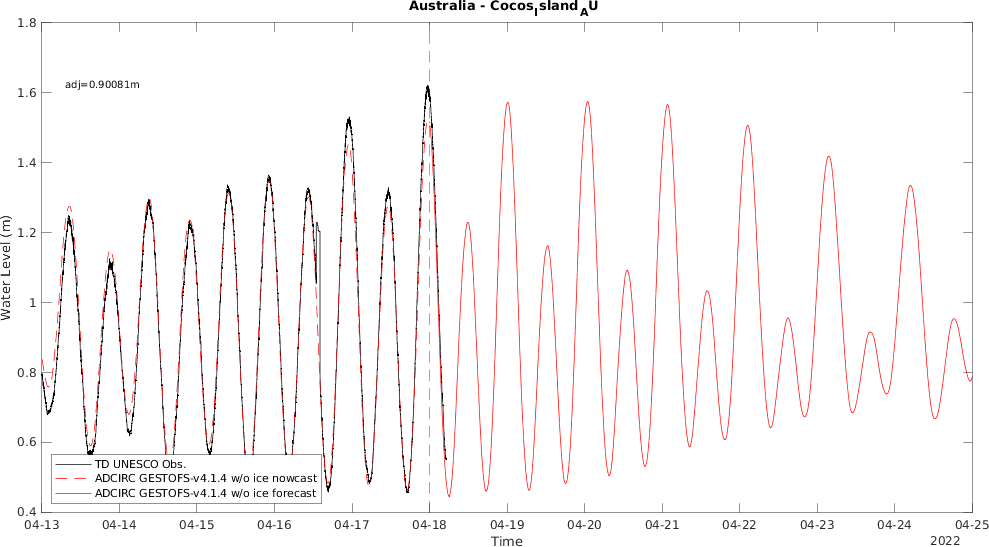 Australia - Cocos_Island_AU
1.8
1.6
1.4
1.2
1
0.8
0.6
0.4
Water Level (m)
adj=0.90081m
TD UNESCO Obs.
ADCIRC GESTOFS-v4.1.4 w/o ice nowcast
ADCIRC GESTOFS-v4.1.4 w/o ice forecast
04-13 04-14 04-15 04-16 04-17 04-18 04-19 04-20 04-21 04-22 04-23 04-24 04-25
Time
2022